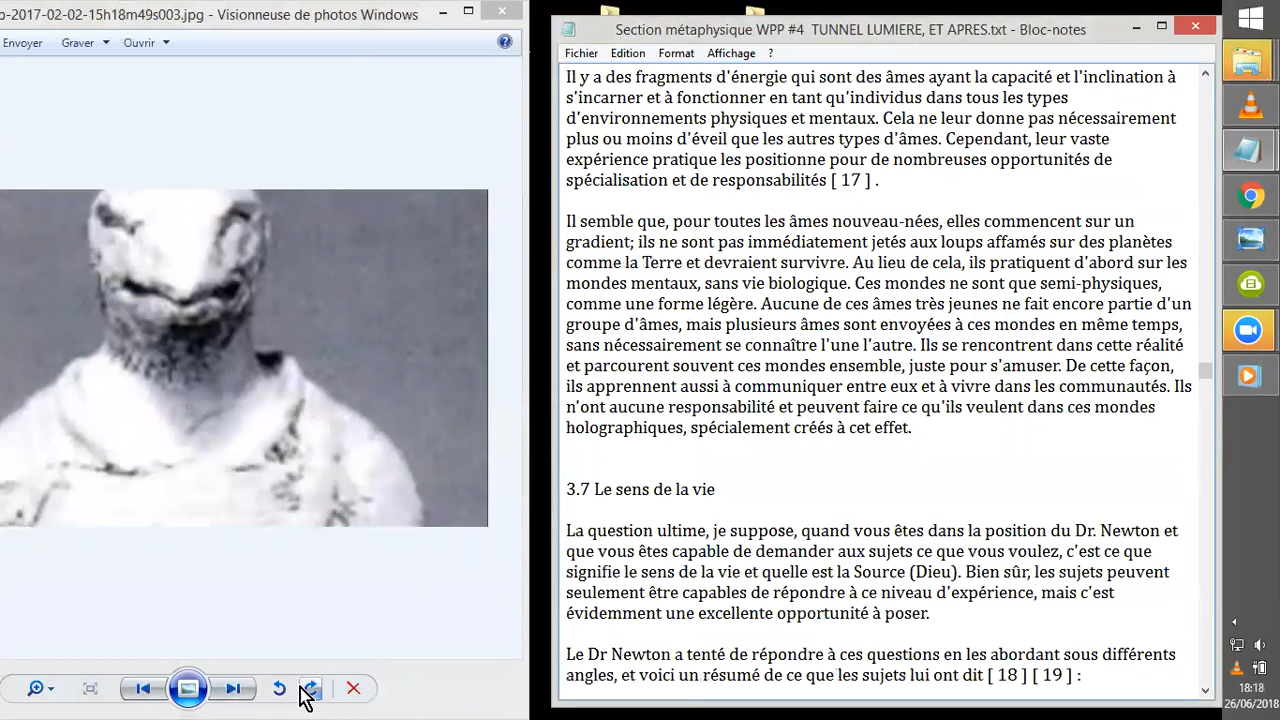 -2017-09-02-15h18m49s003.jpg - Visionneuse de photos Windows
Envoyer Graver Ouvrir
Section métaphysique WPP #4 TUNNEL LUMIERE, ET APRES.txt - Bloc-notes
Fichier Edition Format Affichage ?
Il y a des fragments d'énergie qui sont des âmes ayant la capacité et l'inclination à
s'incarner et à fonctionner en tant qu'individus dans tous les types
d'environnements physiques et mentaux. Cela ne leur donne pas nécessairement
plus ou moins d'éveil que les autres types d'âmes. Cependant, leur vaste
expérience pratique les positionne pour de nombreuses opportunités de
spécialisation et de responsabilités [ 17 ] .
Il semble que, pour toutes les âmes nouveau-nées, elles commencent sur un
gradient; ils ne sont pas immédiatement jetés aux loups affamés sur des planètes
comme la Terre et devraient survivre. Au lieu de cela, ils pratiquent d'abord sur les
mondes mentaux, sans vie biologique. Ces mondes ne sont que semi-physiques,
comme une forme légère. Aucune de ces âmes très jeunes ne fait encore partie d'un
groupe d'âmes, mais plusieurs âmes sont envoyées à ces mondes en même temps,
sans nécessairement se connaître l'une l'autre. Ils se rencontrent dans cette réalité
et parcourent souvent ces mondes ensemble, juste pour s'amuser. De cette façon,
ils apprennent aussi à communiquer entre eux et à vivre dans les communautés. Ils
n'ont aucune responsabilité et peuvent faire ce qu'ils veulent dans ces mondes
holographiques, spécialement créés à cet effet.
3.7 Le sens de la vie
La question ultime, je suppose, quand vous êtes dans la position du Dr. Newton et
que vous êtes capable de demander aux sujets ce que vous voulez, c'est ce que
signifie le sens de la vie et quelle est la Source (Dieu). Bien sûr, les sujets peuvent
seulement être capables de répondre à ce niveau d'expérience, mais c'est
évidemment une excellente opportunité à poser.
Le Dr Newton a tenté de répondre à ces questions en les abordant sous différents
angles, et voici un résumé de ce que les sujets lui ont dit [ 18 ] [ 19 ] :
18:18
26/06/2018